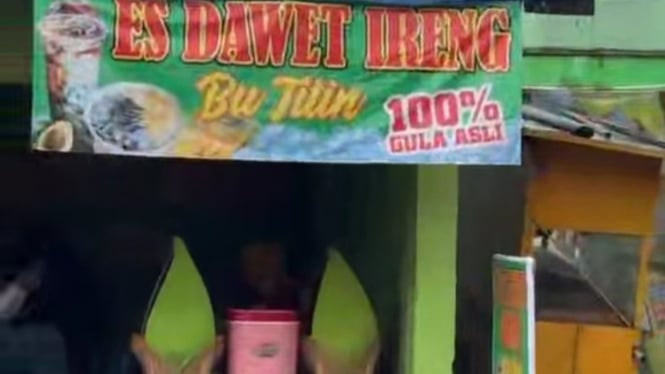 ES DAWET IRENG
Bu Titin
100%
GULA ASLI